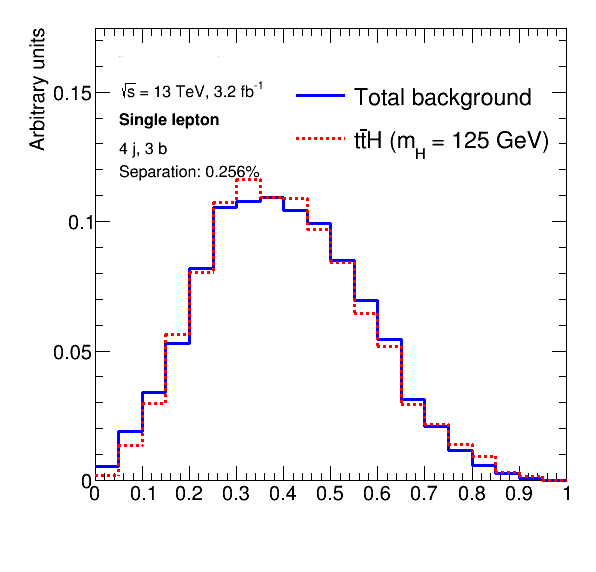 Arbitrary units
√s = 13 TeV, 3.2 fb⁻¹
Single lepton
4 j, 3 b
Separation: 0.256%
Total background
tt̄H (m_H = 125 GeV)
0.15
0.1
0.05
0
0 0.1 0.2 0.3 0.4 0.5 0.6 0.7 0.8 0.9 1